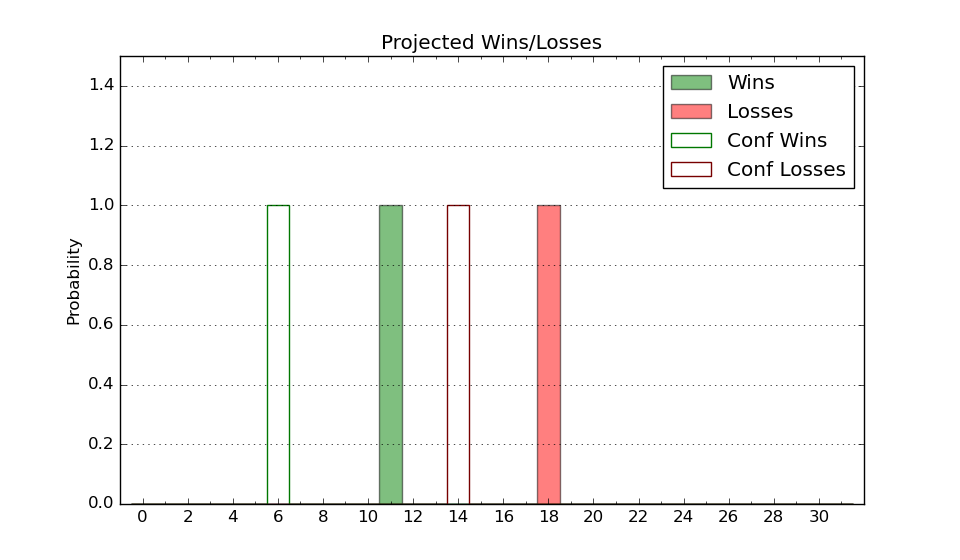 Projected Wins/Losses
Wins
Losses
Conf Wins
Conf Losses
Probability
1.4
1.2
1.0
0.8
0.6
0.4
0.2
0.0
0 2 4 6 8 10 12 14 16 18 20 22 24 26 28 30